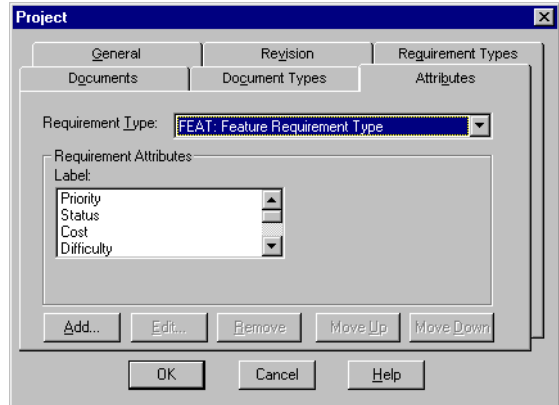 Project
General Revision Requirement Types
Documents Document Types Attributes
Requirement Type: FEAT: Feature Requirement Type
Requirement Attributes
Label:
Priority
Status
Cost
Difficulty
Add... Edit... Remove Move Up Move Down
OK Cancel Help